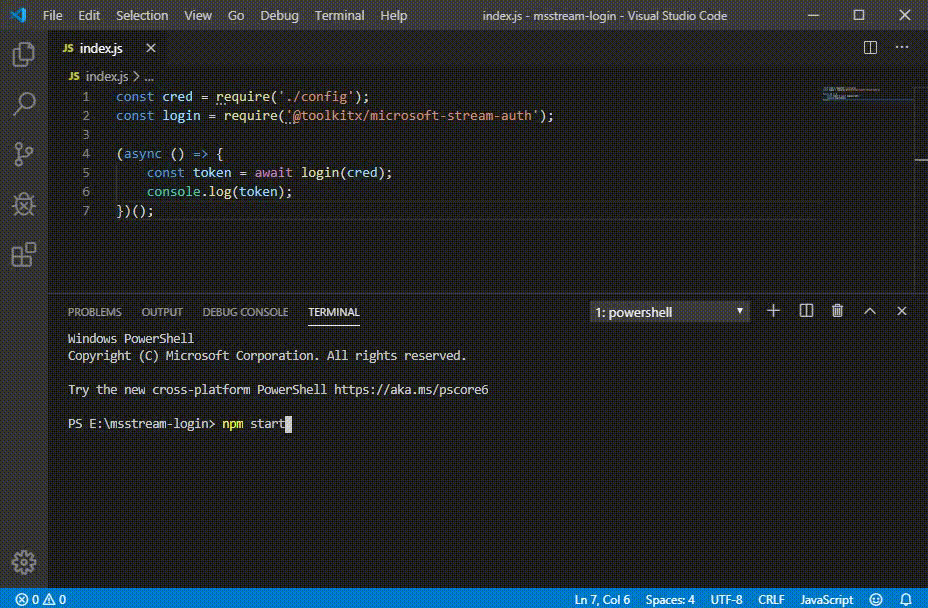 File Edit Selection View Go Debug Terminal Help index.js - msstream-login - Visual Studio Code
JS index.js
JS index.js > ...
1 const cred = require('./config');
2 const login = require('@toolkitx/microsoft-stream-auth');
3
4 (async () => {
5 const token = await login(cred);
6 console.log(token);
7 })();
PROBLEMS OUTPUT DEBUG CONSOLE TERMINAL 1: powershell
Windows PowerShell
Copyright (C) Microsoft Corporation. All rights reserved.
Try the new cross-platform PowerShell https://aka.ms/pscore6
PS E:\msstream-login> npm start
0 0 Ln 7, Col 6 Spaces: 4 UTF-8 CRLF JavaScript